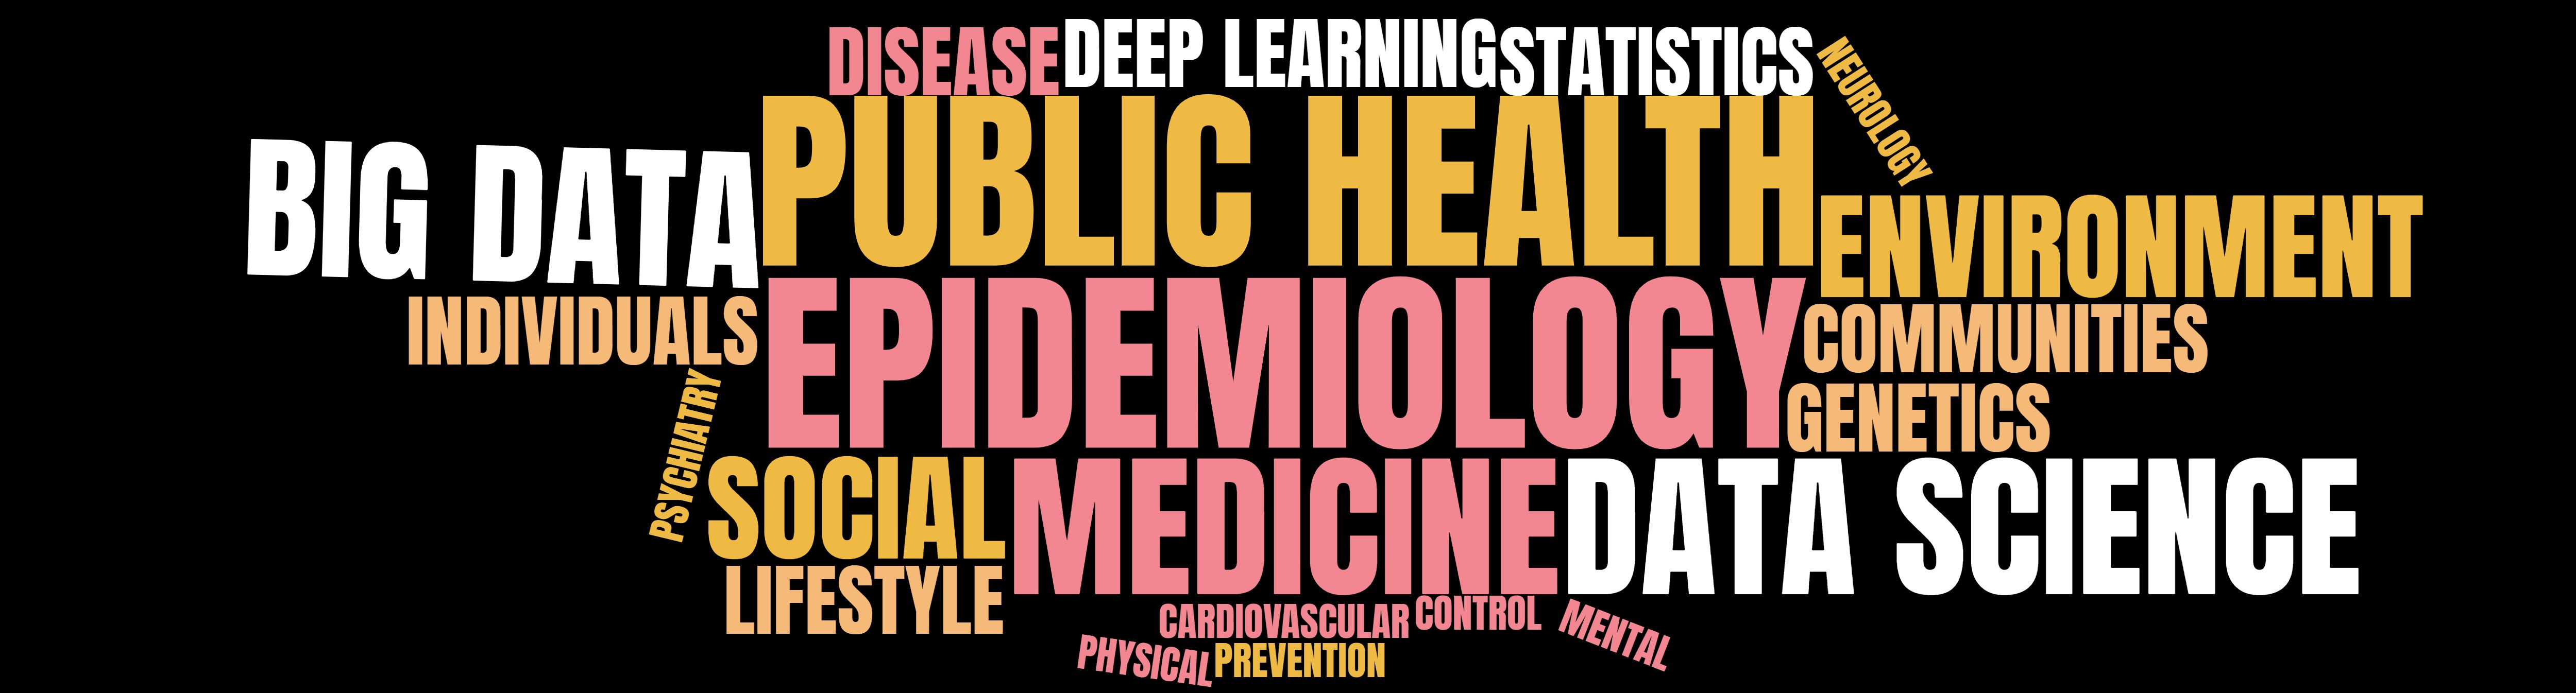 DISEASE DEEP LEARNING STATISTICS
NEUROLOGY
BIG DATA PUBLIC HEALTH
ENVIRONMENT
INDIVIDUALS EPIDEMIOLOGY COMMUNITIES
GENETICS
PSYCHIATRY
SOCIAL MEDICINE DATA SCIENCE
LIFESTYLE
CARDIOVASCULAR CONTROL MENTAL
PHYSICAL PREVENTION